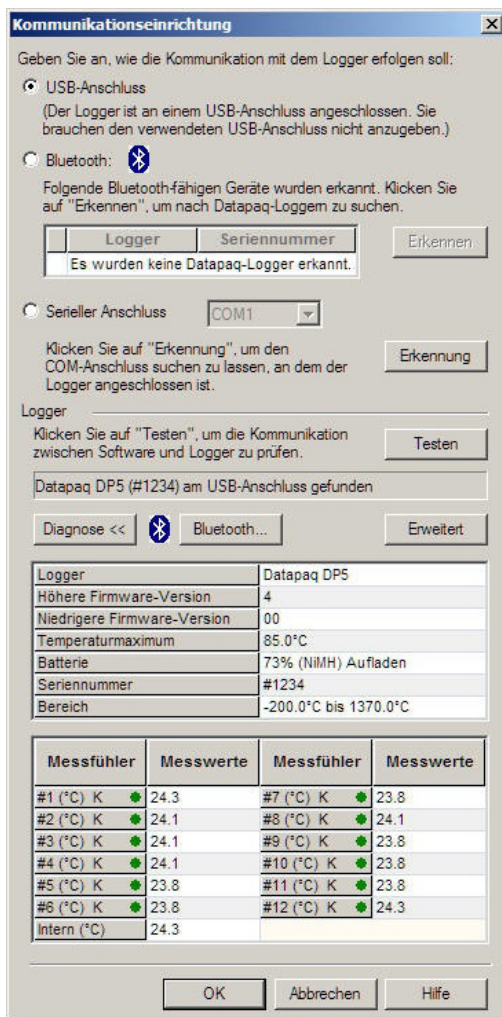 Kommunikationseinrichtung
Geben Sie an, wie die Kommunikation mit dem Logger erfolgen soll:
USB-Anschluss
(Der Logger ist an einem USB-Anschluss angeschlossen. Sie
brauchen den verwendeten USB-Anschluss nicht anzugeben.)
Bluetooth:
Folgende Bluetooth-fähigen Geräte wurden erkannt. Klicken Sie
auf "Erkennen", um nach Datapaq-Loggern zu suchen.
Logger Seriennummer
Erkennen
Es wurden keine Datapaq-Logger erkannt.
Serieller Anschluss COM1
Klicken Sie auf "Erkennung", um den
COM-Anschluss suchen zu lassen, an dem der
Logger angeschlossen ist.
Erkennung
Logger
Klicken Sie auf "Testen", um die Kommunikation
zwischen Software und Logger zu prüfen.
Testen
Datapaq DP5 (#1234) am USB-Anschluss gefunden
Diagnose << Bluetooth... Erweitert
Logger Datapaq DP5
Höhere Firmware-Version 4
Niedrigere Firmware-Version 00
Temperaturmaximum 85.0°C
Batterie 73% (NiMH) Aufladen
Seriennummer #1234
Bereich -200.0°C bis 1370.0°C
Messfühler Messwerte Messfühler Messwerte
#1 (°C) K 24.3 #7 (°C) K 23.8
#2 (°C) K 24.1 #8 (°C) K 24.1
#3 (°C) K 24.1 #9 (°C) K 23.8
#4 (°C) K 24.1 #10 (°C) K 23.8
#5 (°C) K 23.8 #11 (°C) K 23.8
#6 (°C) K 23.8 #12 (°C) K 24.3
Intern (°C) 24.3
OK Abbrechen Hilfe